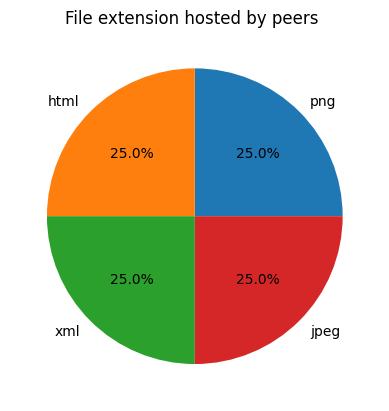 File extension hosted by peers
html
png
25.0%
25.0%
25.0%
25.0%
xml
jpeg